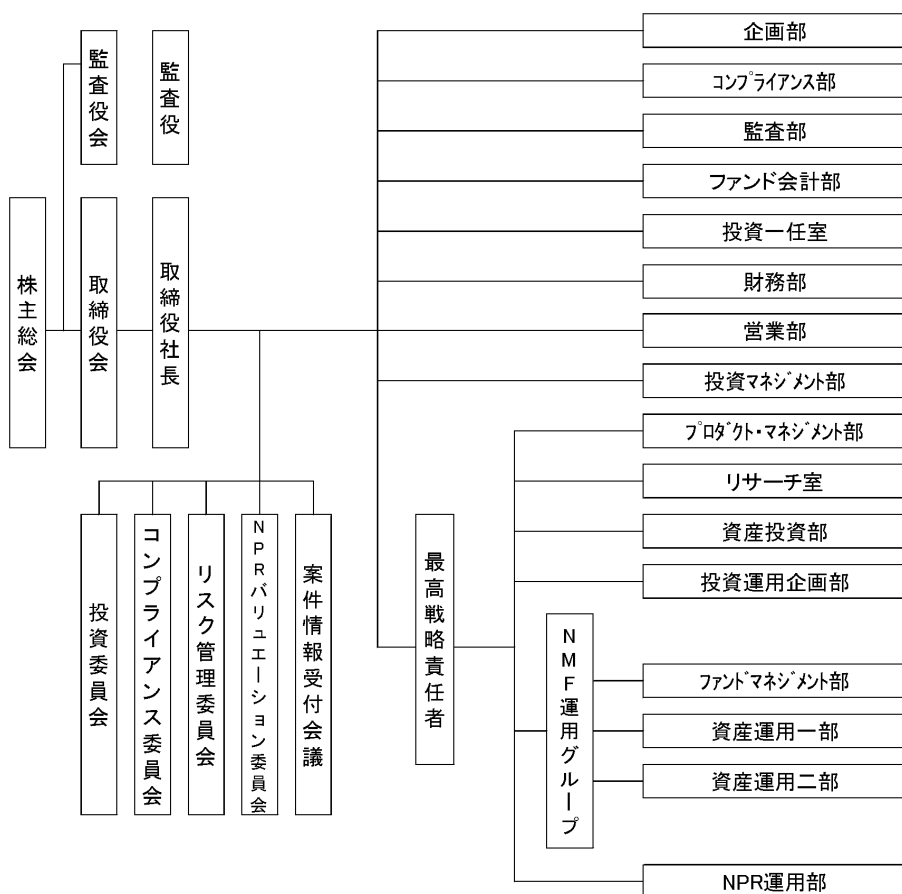 監査役会
監査役
株主総会
取締役会
取締役社長
投資委員会
コンプライアンス委員会
リスク管理委員会
NPRバリュエーション委員会
案件情報受付会議
最高戦略責任者
企画部
コンプライアンス部
監査部
ファンド会計部
投資一任室
財務部
営業部
投資マネジメント部
プロダクト・マネジメント部
リサーチ室
資産投資部
投資運用企画部
NMF運用グループ
ファンドマネジメント部
資産運用一部
資産運用二部
NPR運用部